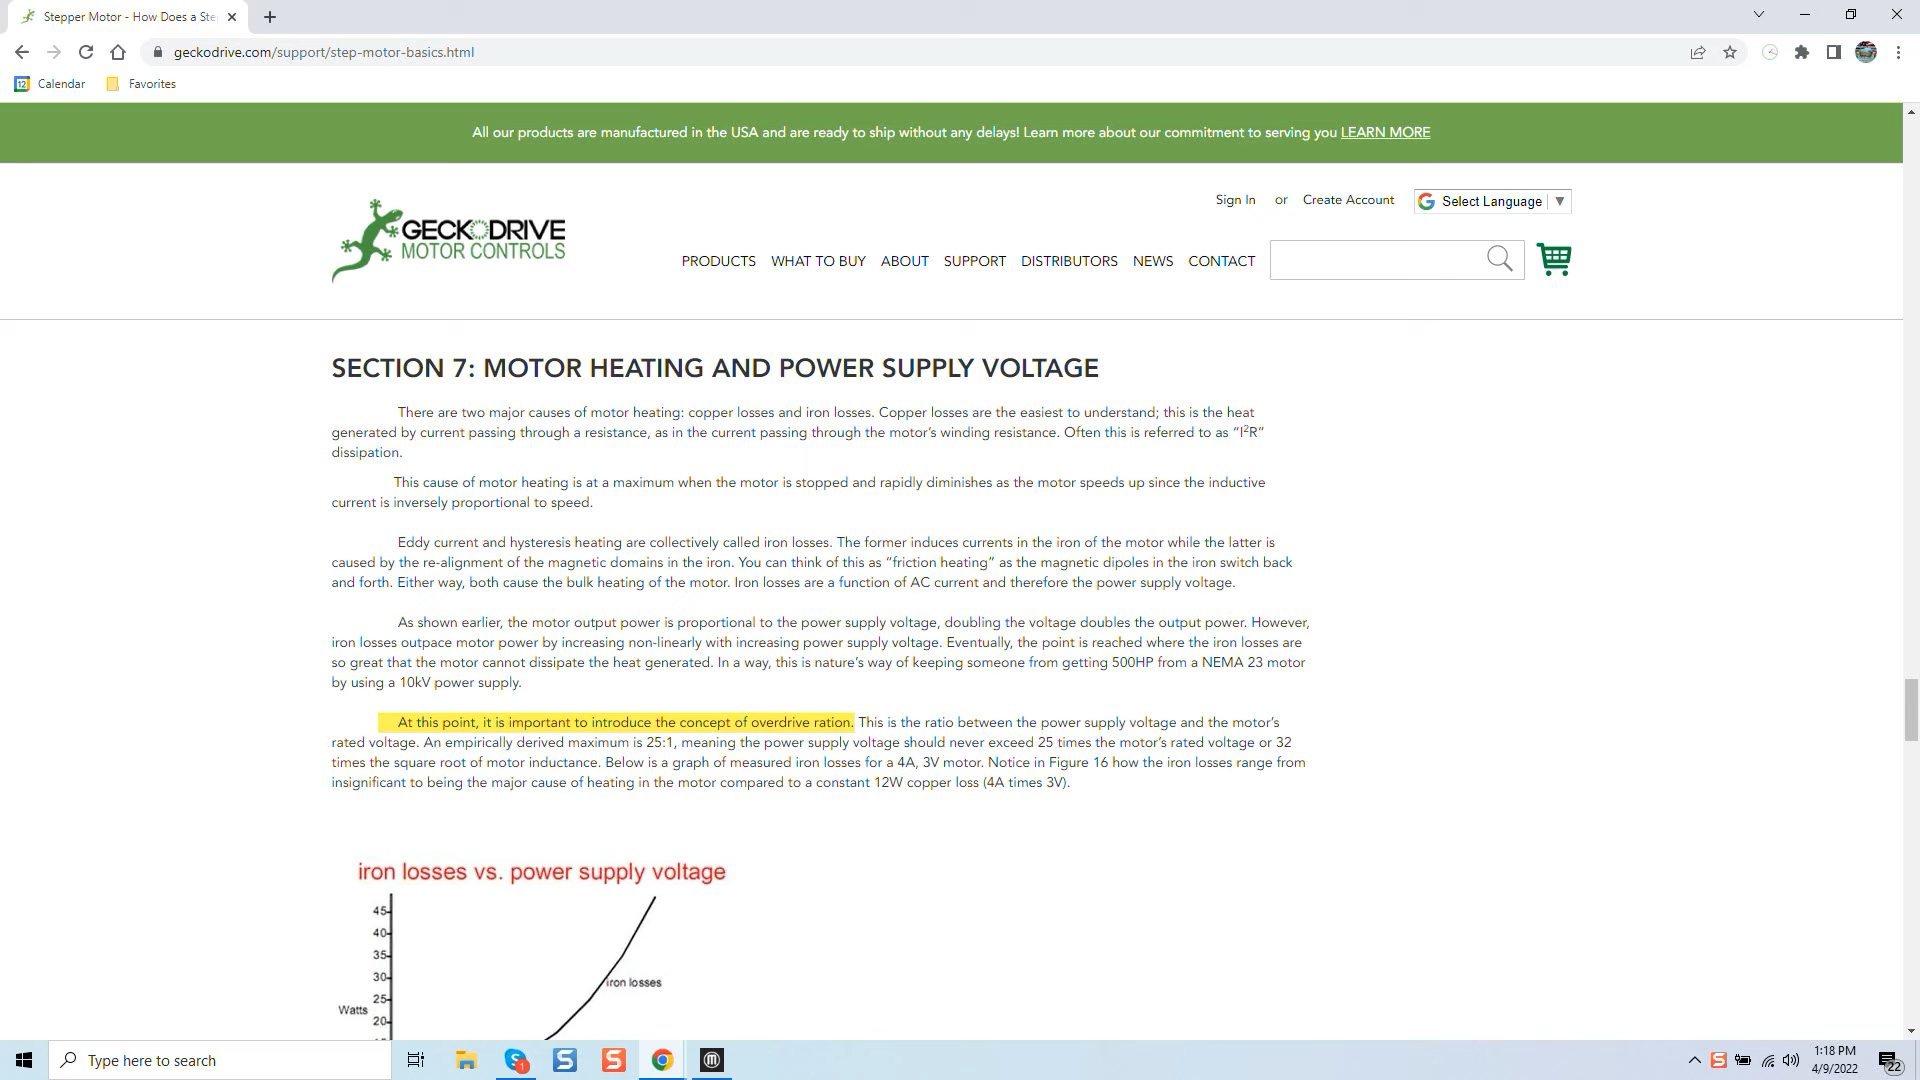 Stepper Motor - How Does a Ste
geckodrive.com/support/step-motor-basics.html
12 Calendar Favorites
All our products are manufactured in the USA and are ready to ship without any delays! Learn more about our commitment to serving you LEARN MORE
Sign In or Create Account G Select Language ▼
GECKODRIVE
MOTOR CONTROLS
PRODUCTS WHAT TO BUY ABOUT SUPPORT DISTRIBUTORS NEWS CONTACT
SECTION 7: MOTOR HEATING AND POWER SUPPLY VOLTAGE
There are two major causes of motor heating: copper losses and iron losses. Copper losses are the easiest to understand; this is the heat
generated by current passing through a resistance, as in the current passing through the motor’s winding resistance. Often this is referred to as “I²R”
dissipation.
This cause of motor heating is at a maximum when the motor is stopped and rapidly diminishes as the motor speeds up since the inductive
current is inversely proportional to speed.
Eddy current and hysteresis heating are collectively called iron losses. The former induces currents in the iron of the motor while the latter is
caused by the re-alignment of the magnetic domains in the iron. You can think of this as “friction heating” as the magnetic dipoles in the iron switch back
and forth. Either way, both cause the bulk heating of the motor. Iron losses are a function of AC current and therefore the power supply voltage.
As shown earlier, the motor output power is proportional to the power supply voltage, doubling the voltage doubles the output power. However,
iron losses outpace motor power by increasing non-linearly with increasing power supply voltage. Eventually, the point is reached where the iron losses are
so great that the motor cannot dissipate the heat generated. In a way, this is nature’s way of keeping someone from getting 500HP from a NEMA 23 motor
by using a 10kV power supply.
At this point, it is important to introduce the concept of overdrive ration. This is the ratio between the power supply voltage and the motor’s
rated voltage. An empirically derived maximum is 25:1, meaning the power supply voltage should never exceed 25 times the motor’s rated voltage or 32
times the square root of motor inductance. Below is a graph of measured iron losses for a 4A, 3V motor. Notice in Figure 16 how the iron losses range from
insignificant to being the major cause of heating in the motor compared to a constant 12W copper loss (4A times 3V).
iron losses vs. power supply voltage
45
40
35
30
iron losses
25
Watts
20
Type here to search
S 1 S S
S
1:18 PM
4/9/2022
22